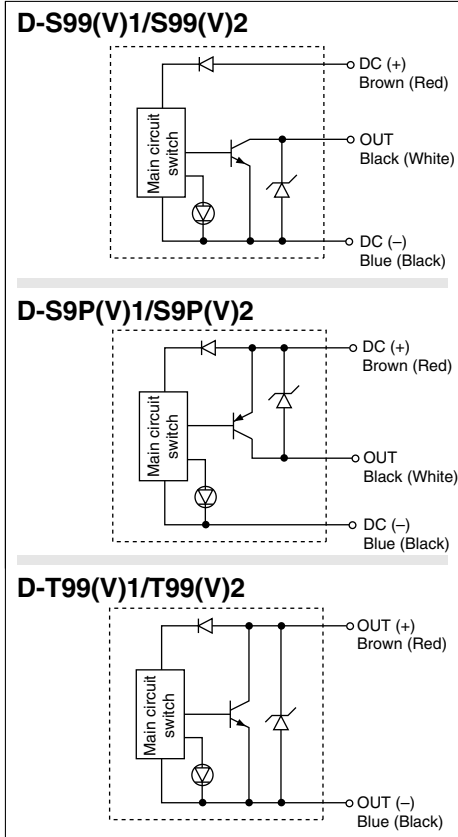 D-S99(V)1/S99(V)2
DC (+)
Brown (Red)
Main circuit
switch
OUT
Black (White)
DC (–)
Blue (Black)
D-S9P(V)1/S9P(V)2
DC (+)
Brown (Red)
Main circuit
switch
OUT
Black (White)
DC (–)
Blue (Black)
D-T99(V)1/T99(V)2
OUT (+)
Brown (Red)
Main circuit
switch
OUT (–)
Blue (Black)